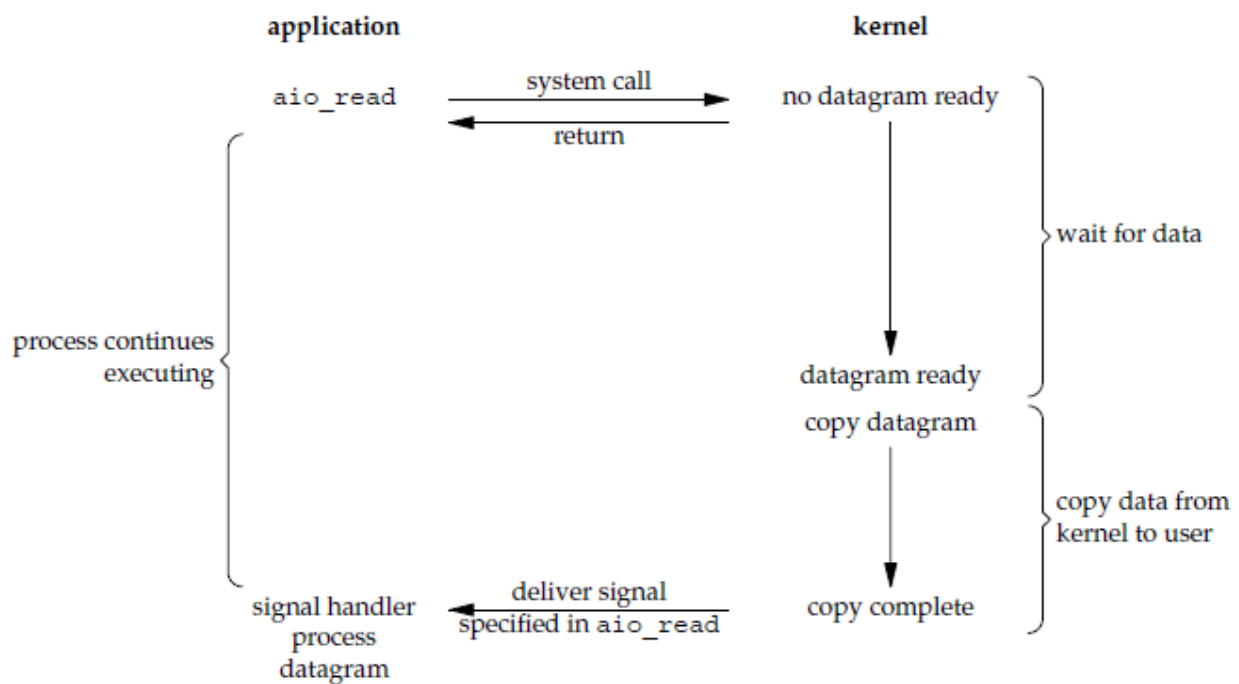 application
kernel
aio_read
system call
no datagram ready
return
wait for data
process continues
executing
datagram ready
copy datagram
copy data from
kernel to user
signal handler
process
datagram
deliver signal
specified in aio_read
copy complete